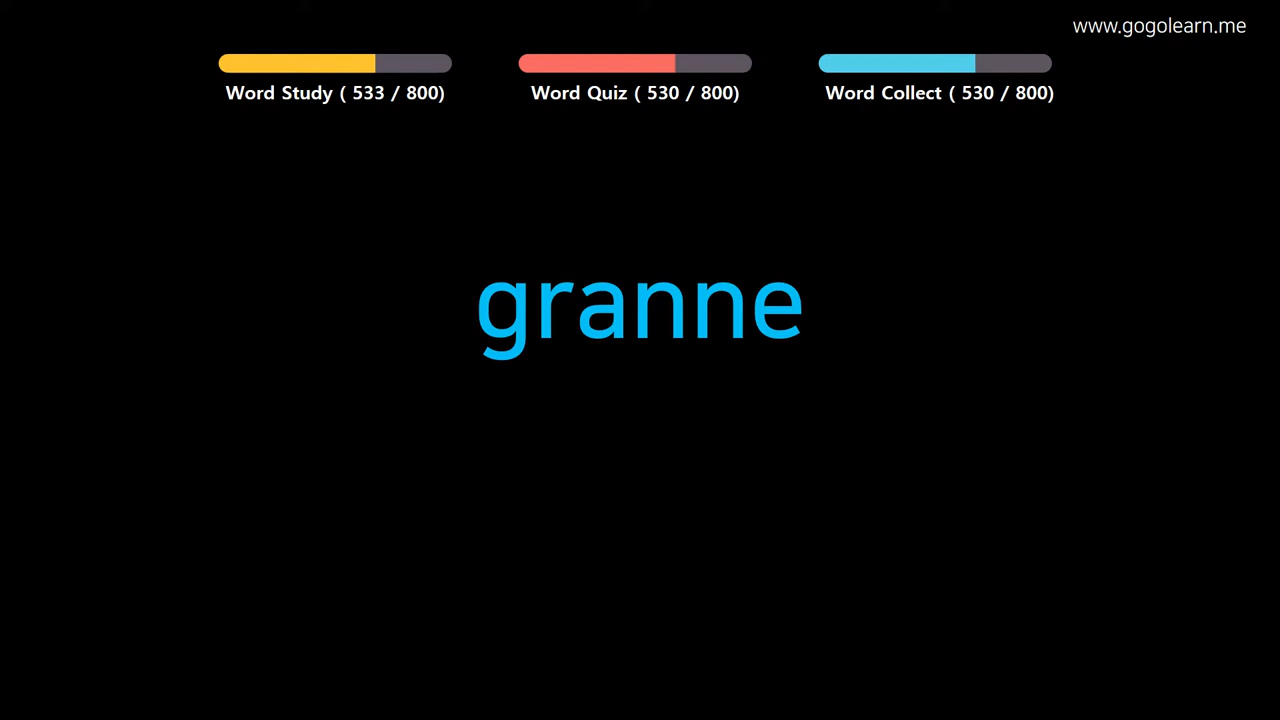 www.gogolearn.me
Word Study ( 533 / 800)
Word Quiz ( 530 / 800)
Word Collect ( 530 / 800)
granne